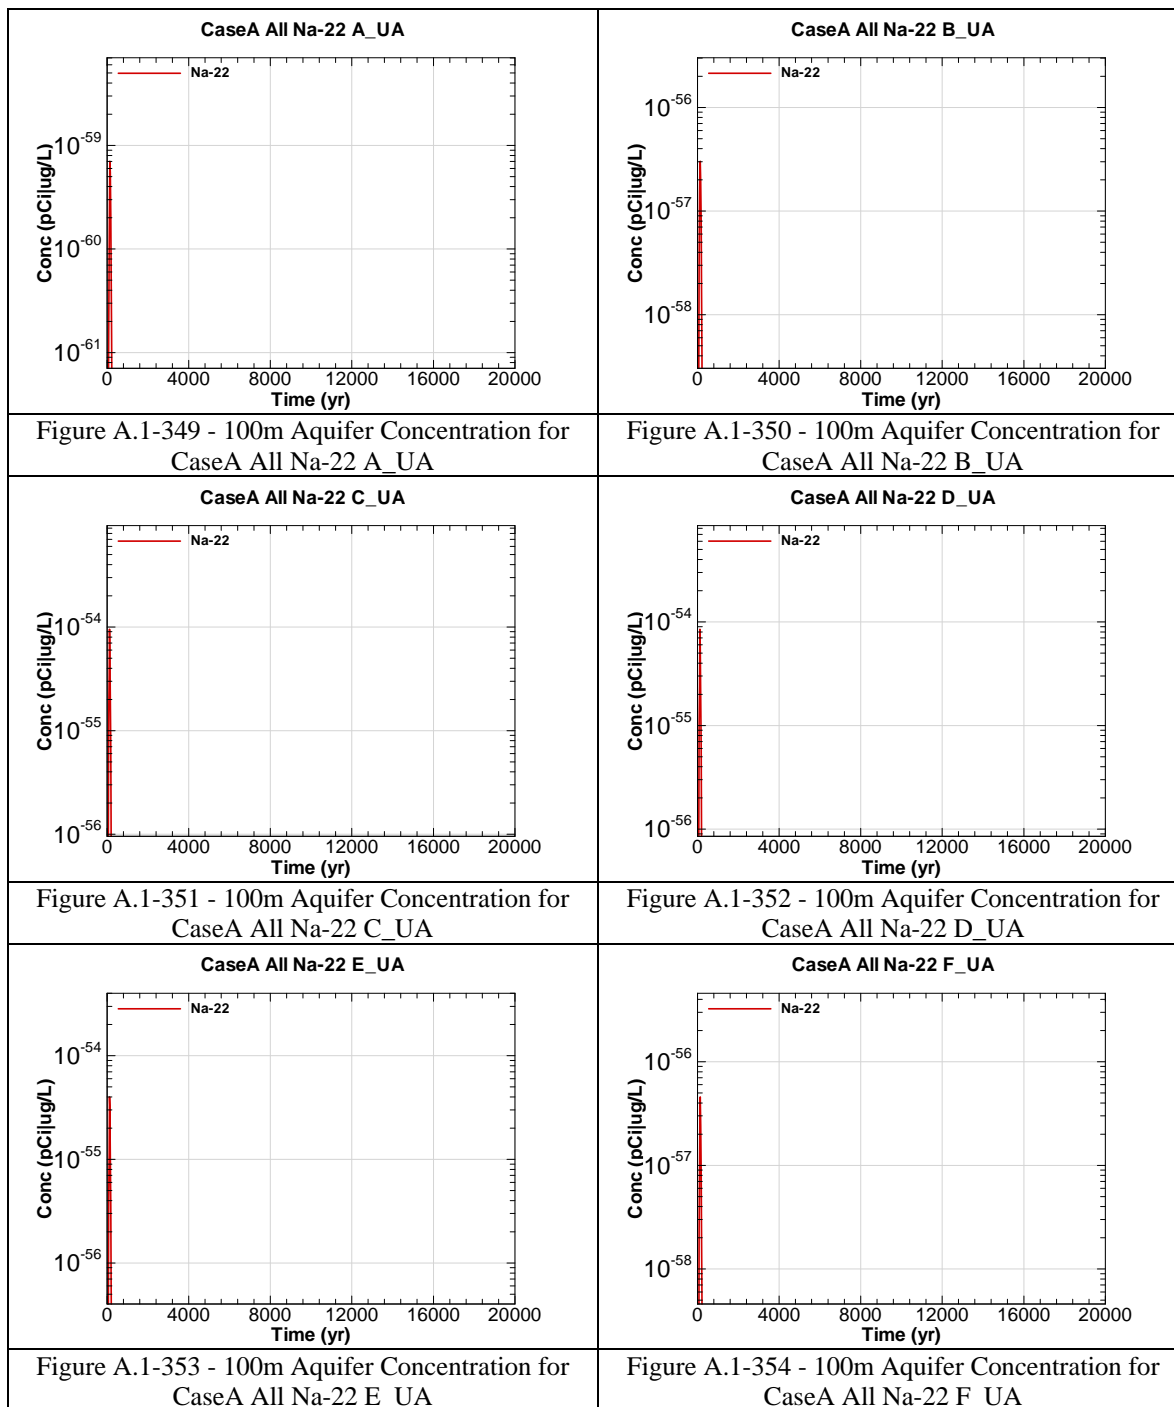 CaseA All Na-22 A_UA
Na-22
Conc (pCi|ug/L)
10-59
10-60
10-61
0 4000 8000 12000 16000 20000
Time (yr)
Figure A.1-349 - 100m Aquifer Concentration for
CaseA All Na-22 A_UA
CaseA All Na-22 B_UA
Na-22
Conc (pCi|ug/L)
10-56
10-57
10-58
0 4000 8000 12000 16000 20000
Time (yr)
Figure A.1-350 - 100m Aquifer Concentration for
CaseA All Na-22 B_UA
CaseA All Na-22 C_UA
Na-22
Conc (pCi|ug/L)
10-54
10-55
10-56
0 4000 8000 12000 16000 20000
Time (yr)
Figure A.1-351 - 100m Aquifer Concentration for
CaseA All Na-22 C_UA
CaseA All Na-22 D_UA
Na-22
Conc (pCi|ug/L)
10-54
10-55
10-56
0 4000 8000 12000 16000 20000
Time (yr)
Figure A.1-352 - 100m Aquifer Concentration for
CaseA All Na-22 D_UA
CaseA All Na-22 E_UA
Na-22
Conc (pCi|ug/L)
10-54
10-55
10-56
0 4000 8000 12000 16000 20000
Time (yr)
Figure A.1-353 - 100m Aquifer Concentration for
CaseA All Na-22 E_UA
CaseA All Na-22 F_UA
Na-22
Conc (pCi|ug/L)
10-56
10-57
10-58
0 4000 8000 12000 16000 20000
Time (yr)
Figure A.1-354 - 100m Aquifer Concentration for
CaseA All Na-22 F_UA